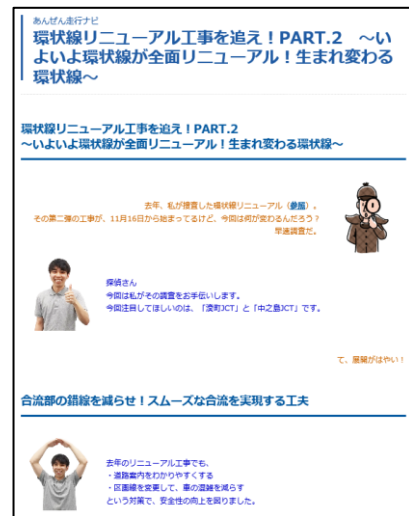 あんぜん走行ナビ
環状線リニューアル工事を追え！PART.2　～い
よいよ環状線が全面リニューアル！生まれ変わる
環状線～
環状線リニューアル工事を追え！PART.2
～いよいよ環状線が全面リニューアル！生まれ変わる環状線～
去年、私が捜査した環状線リニューアル（参照）。
その第二弾の工事が、11月16日から始まってるけど、今回は何が変わるんだろう？
早速調査だ。
探偵さん
今回は私がその調査をお手伝いします。
今回注目してほしいのは、「湊町JCT」と「中之島JCT」です。
て、展開がはやい！
合流部の錯綜を減らせ！スムーズな合流を実現する工夫
去年のリニューアル工事でも、
・道路案内をわかりやすくする
・区画線を変更して、車の混雑を減らす
という対策で、安全性の向上を図りました。